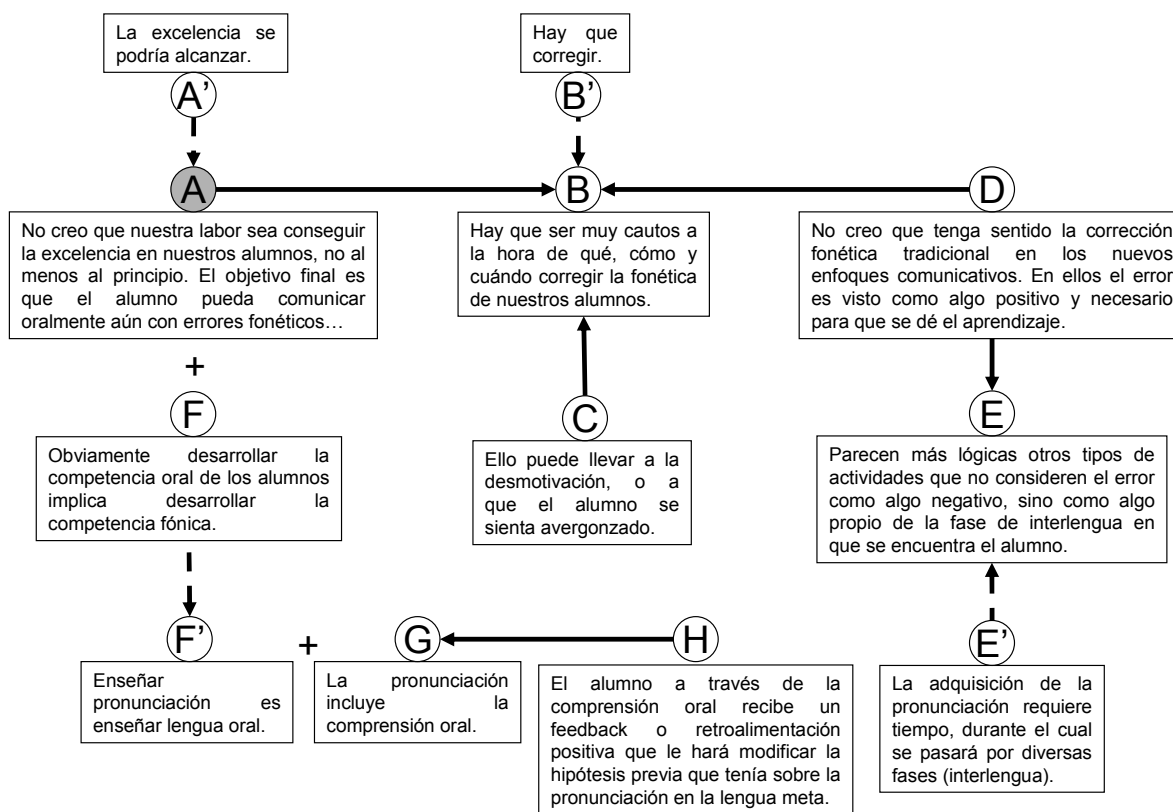 La excelencia se
podría alcanzar.
Hay que
corregir.
A'
B'
A
B
D
No creo que nuestra labor sea conseguir
la excelencia en nuestros alumnos, no al
menos al principio. El objetivo final es
que el alumno pueda comunicar
oralmente aún con errores fonéticos…
Hay que ser muy cautos a
la hora de qué, cómo y
cuándo corregir la fonética
de nuestros alumnos.
No creo que tenga sentido la corrección
fonética tradicional en los nuevos
enfoques comunicativos. En ellos el error
es visto como algo positivo y necesario
para que se dé el aprendizaje.
+
F
C
E
Obviamente desarrollar la
competencia oral de los alumnos
implica desarrollar la
competencia fónica.
Ello puede llevar a la
desmotivación, o a
que el alumno se
sienta avergonzado.
Parecen más lógicas otros tipos de
actividades que no consideren el error
como algo negativo, sino como algo
propio de la fase de interlengua en
que se encuentra el alumno.
F'
+
G
H
E'
Enseñar
pronunciación es
enseñar lengua oral.
La pronunciación
incluye la
comprensión oral.
El alumno a través de la
comprensión oral recibe un
feedback o retroalimentación
positiva que le hará modificar la
hipótesis previa que tenía sobre la
pronunciación en la lengua meta.
La adquisición de la
pronunciación requiere
tiempo, durante el cual
se pasará por diversas
fases (interlengua).